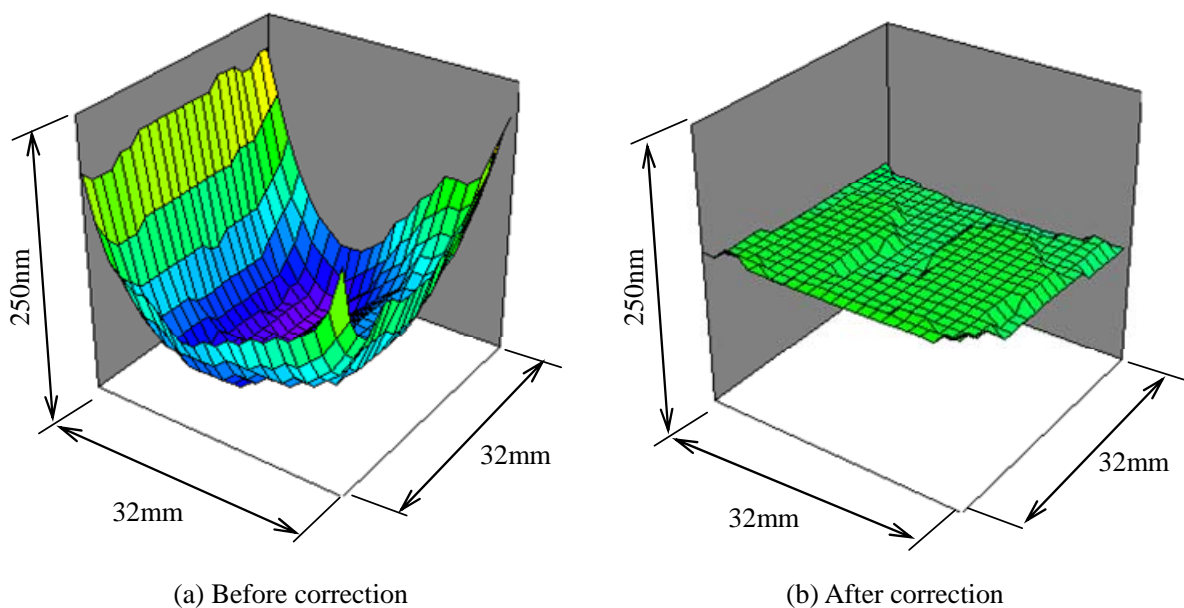 250nm
32mm
32mm
(a) Before correction
250nm
32mm
32mm
(b) After correction